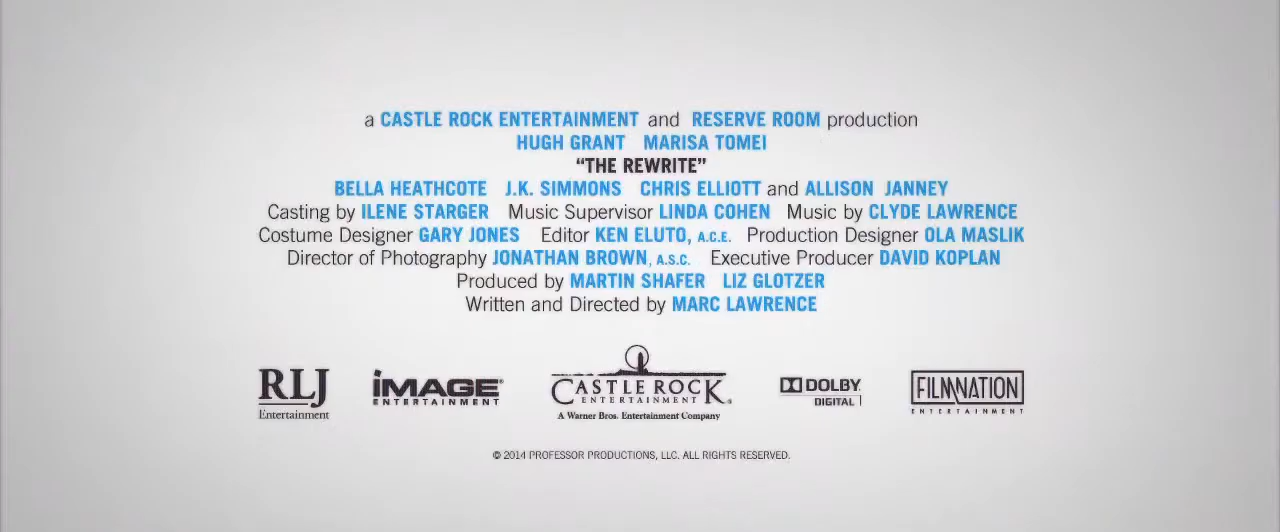 a CASTLE ROCK ENTERTAINMENT and RESERVE ROOM production
HUGH GRANT MARISA TOMEI
“THE REWRITE”
BELLA HEATHCOTE J.K. SIMMONS CHRIS ELLIOTT and ALLISON JANNEY
Casting by ILENE STARGER Music Supervisor LINDA COHEN Music by CLYDE LAWRENCE
Costume Designer GARY JONES Editor KEN ELUTO, A.C.E. Production Designer OLA MASLIK
Director of Photography JONATHAN BROWN, A.S.C. Executive Producer DAVID KOPLAN
Produced by MARTIN SHAFER LIZ GLOTZER
Written and Directed by MARC LAWRENCE
RLJ
Entertainment
iMAGE
ENTERTAINMENT
CASTLE ROCK
ENTERTAINMENT
A Warner Bros. Entertainment Company
DOLBY
DIGITAL
FILMNATION
ENTERTAINMENT
© 2014 PROFESSOR PRODUCTIONS, LLC. ALL RIGHTS RESERVED.